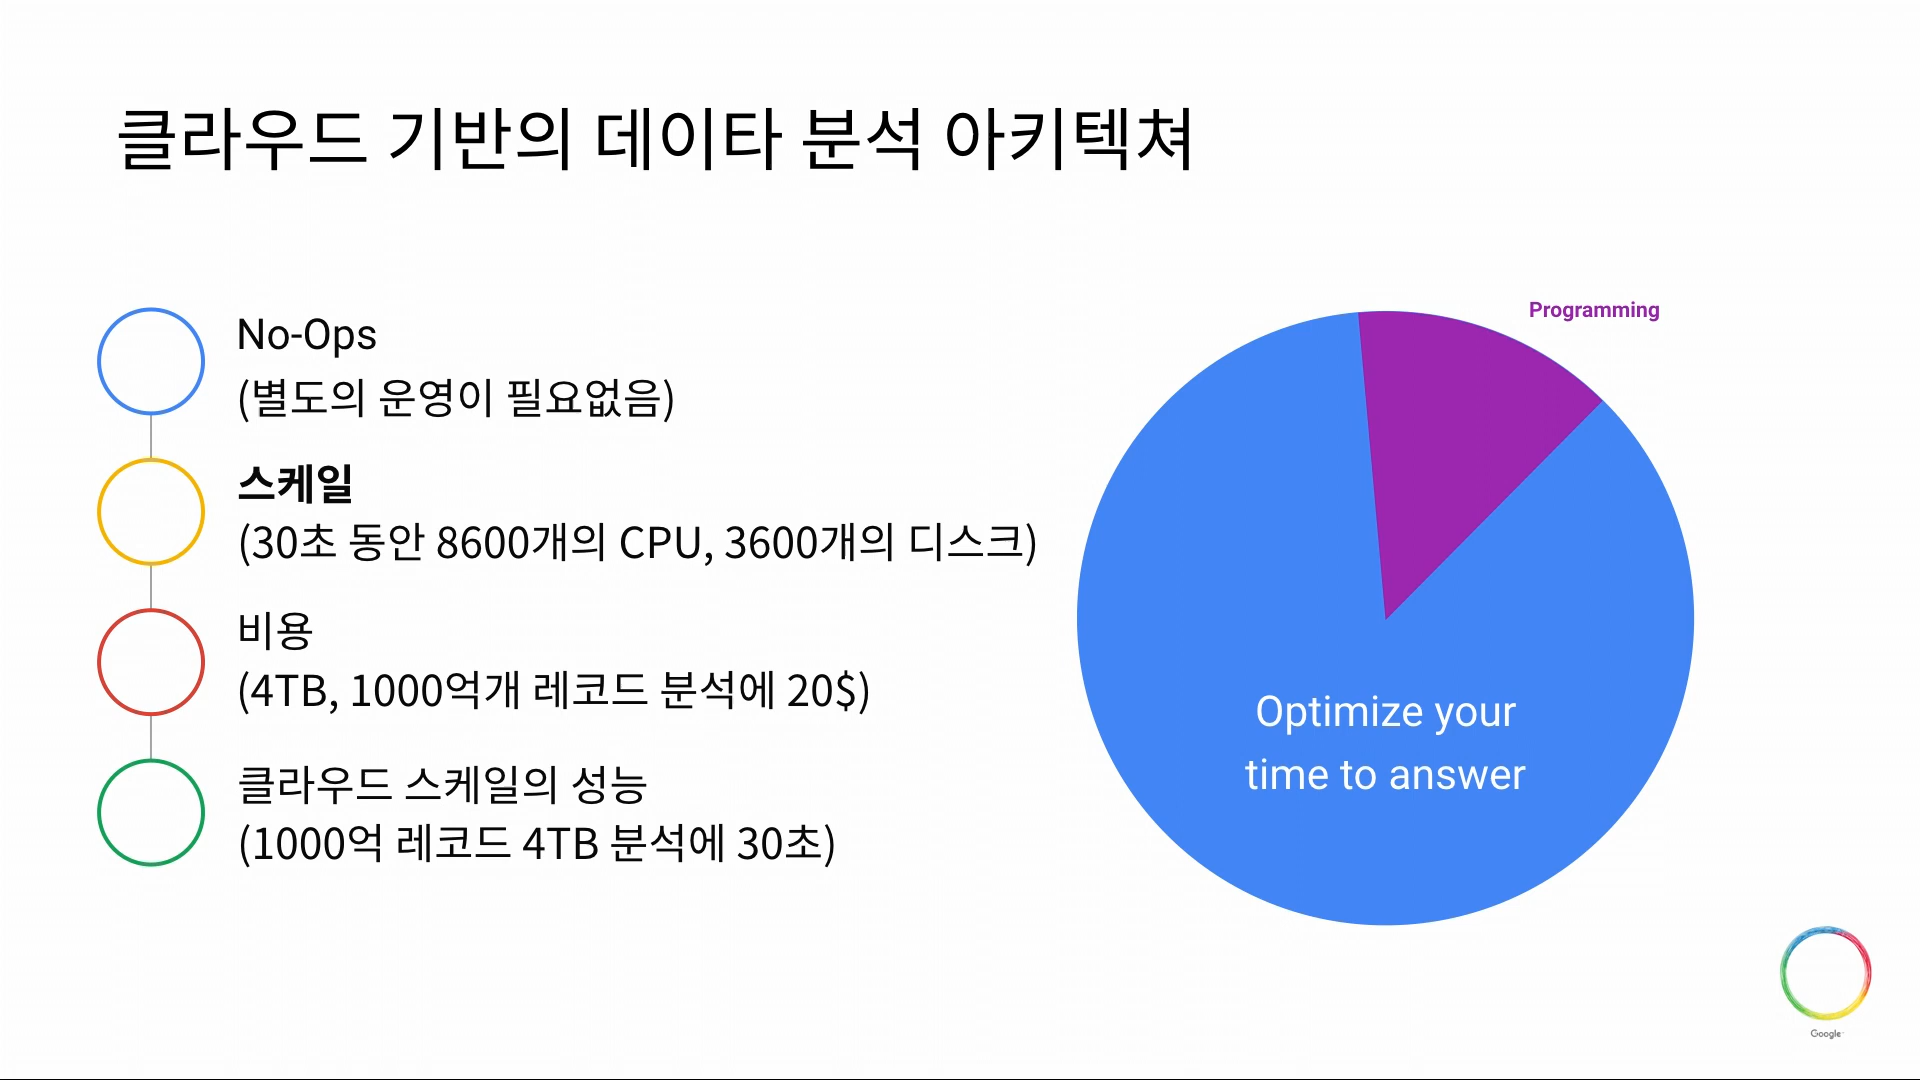 클라우드 기반의 데이타 분석 아키텍쳐
No-Ops
(별도의 운영이 필요없음)
스케일
(30초 동안 8600개의 CPU, 3600개의 디스크)
비용
(4TB, 1000억개 레코드 분석에 20$)
클라우드 스케일의 성능
(1000억 레코드 4TB 분석에 30초)
Programming
Optimize your
time to answer
Google